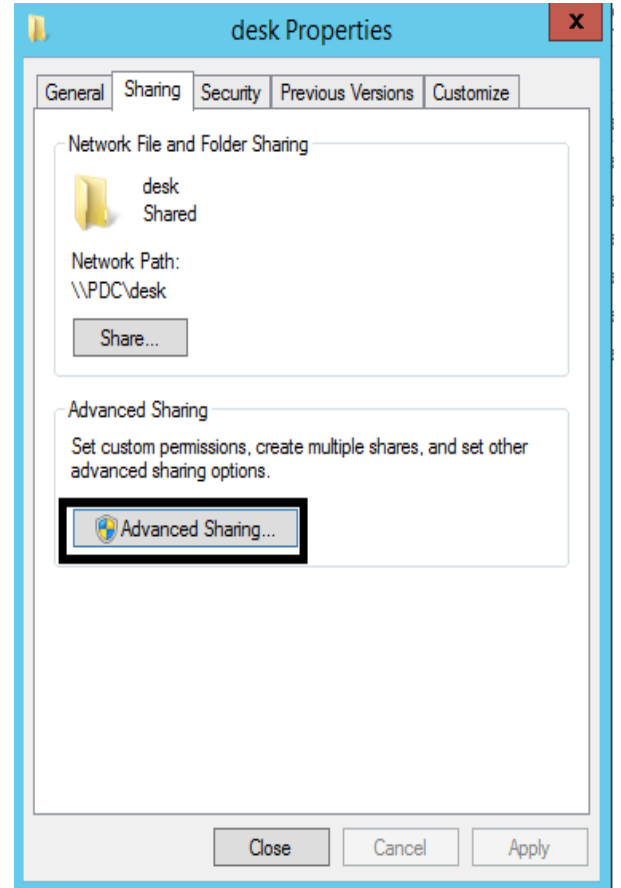 desk Properties
x
General Sharing Security Previous Versions Customize
Network File and Folder Sharing
desk
Shared
Network Path:
\\PDC\desk
Share...
Advanced Sharing
Set custom permissions, create multiple shares, and set other
advanced sharing options.
Advanced Sharing...
Close Cancel Apply